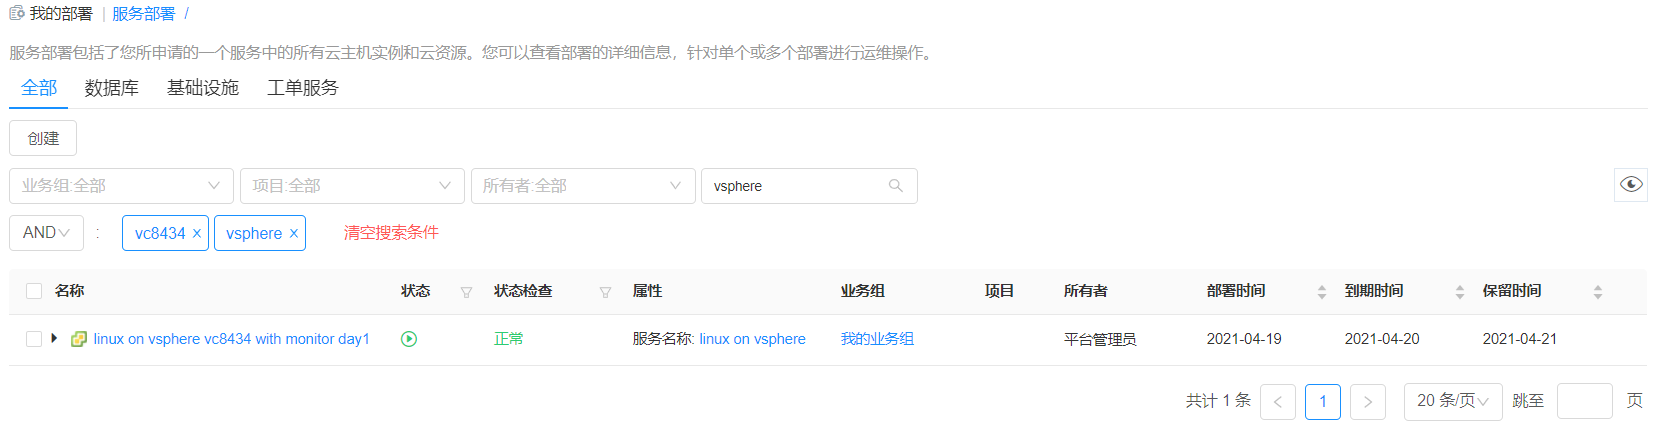 我的部署 | 服务部署 /
服务部署包括了您所申请的一个服务中的所有云主机实例和云资源。您可以查看部署的详细信息，针对单个或多个部署进行运维操作。
全部 数据库 基础设施 工单服务
创建
业务组:全部 项目:全部 所有者:全部 vsphere
AND : vc8434 × vsphere × 清空搜索条件
名称 状态 状态检查 属性 业务组 项目 所有者 部署时间 到期时间 保留时间
linux on vsphere vc8434 with monitor day1 正常 服务名称: linux on vsphere 我的业务组 平台管理员 2021-04-19 2021-04-20 2021-04-21
共计 1 条 < 1 > 20 条/页 跳至 页